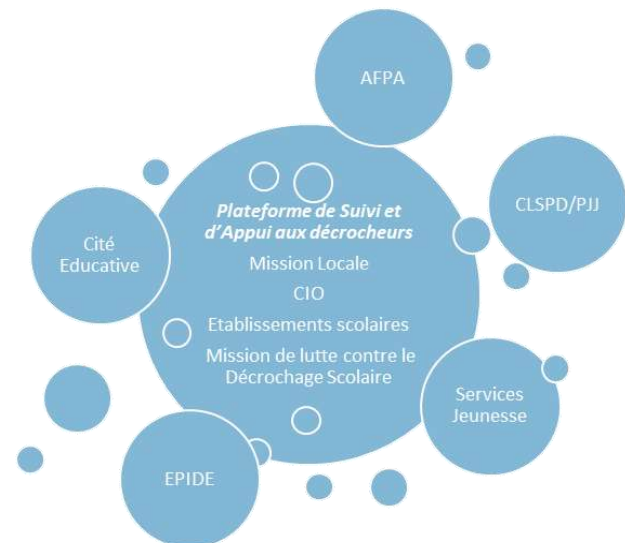 AFPA
CLSPD/PJJ
Cité
Educative
Plateforme de Suivi et
d'Appui aux décrocheurs
Mission Locale
CIO
Etablissements scolaires
Mission de lutte contre le
Décrochage Scolaire
Services
Jeunesse
EPIDE